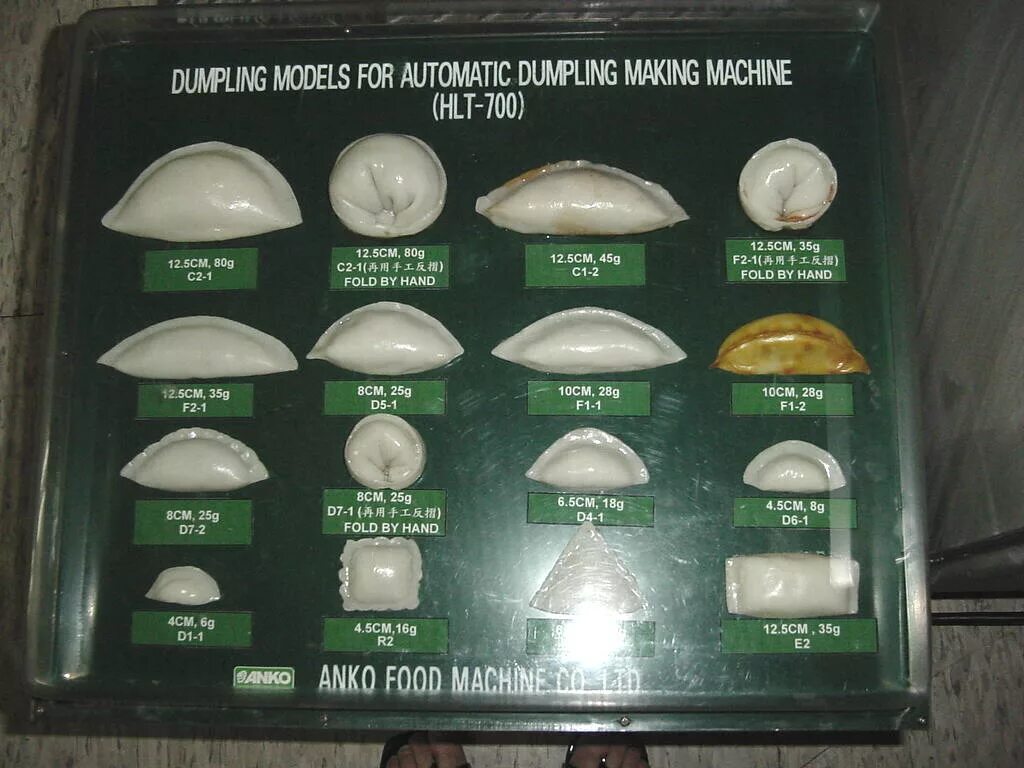 DUMPLING MODELS FOR AUTOMATIC DUMPLING MAKING MACHINE
(HLT-700)
12.5CM, 80g
C2-1
12.5CM, 80g
C2-1(再用手工反摺)
FOLD BY HAND
12.5CM, 45g
C1-2
12.5CM, 35g
F2-1(再用手工反摺)
FOLD BY HAND
12.5CM, 35g
F2-1
8CM, 25g
D5-1
10CM, 28g
F1-1
10CM, 28g
F1-2
8CM, 25g
D7-2
8CM, 25g
D7-1 (再用手工反摺)
FOLD BY HAND
6.5CM, 18g
D4-1
4.5CM, 8g
D6-1
4CM, 6g
D1-1
4.5CM,16g
R2
12.5CM , 35g
E2
ANKO
ANKO FOOD MACHINE CO LTD